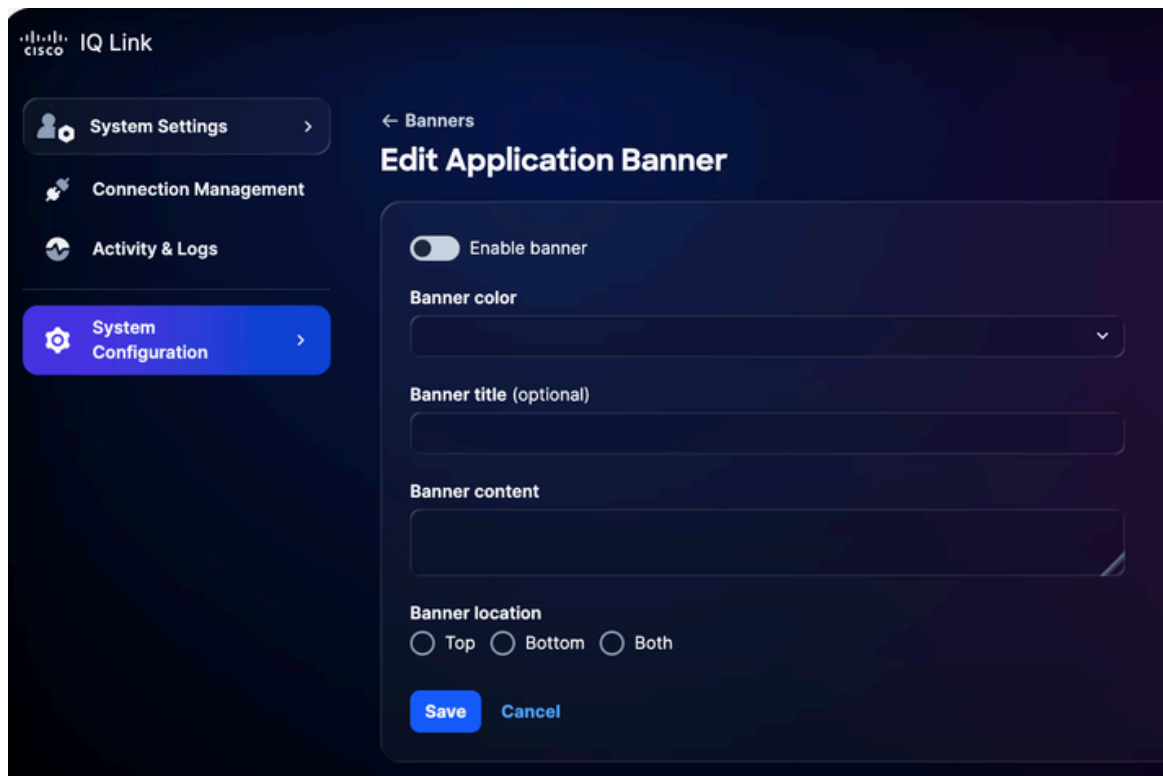 CISCO IQ Link
System Settings
Connection Management
Activity & Logs
System
Configuration
← Banners
Edit Application Banner
Enable banner
Banner color
Banner title (optional)
Banner content
Banner location
Top Bottom Both
Save Cancel